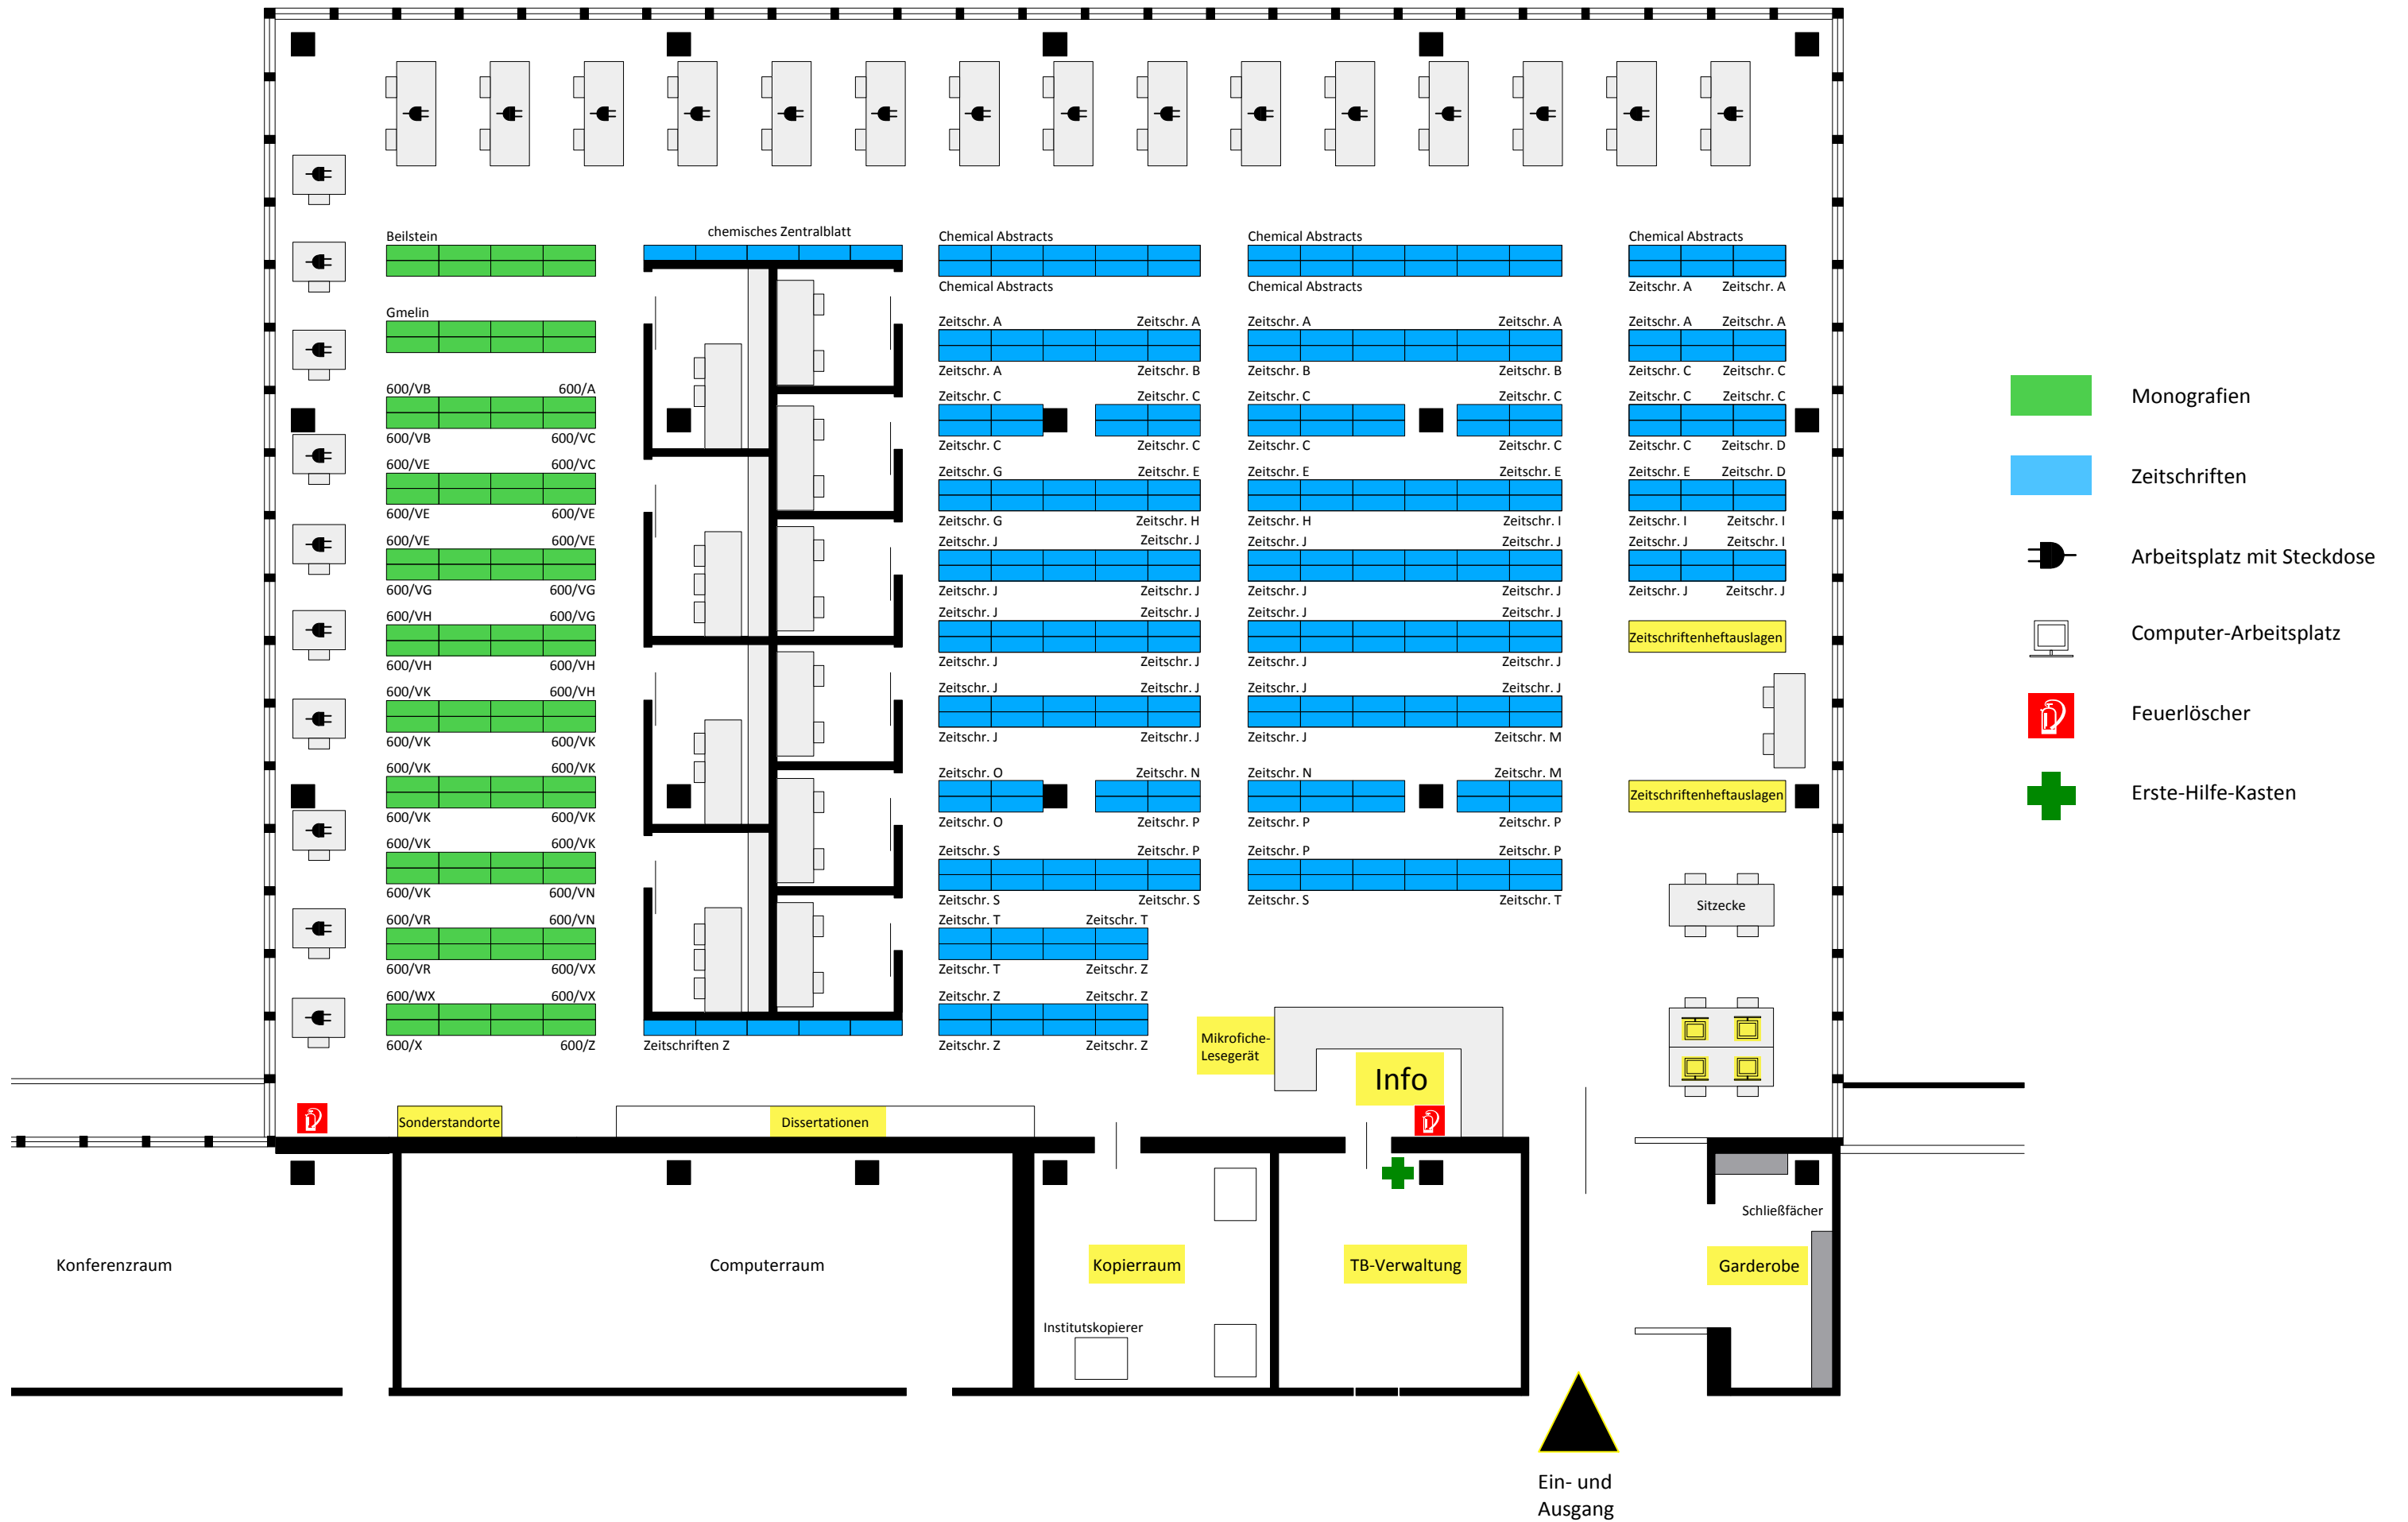 Beilstein
chemisches Zentralblatt
Chemical Abstracts
Chemical Abstracts
Chemical Abstracts
Chemical Abstracts
Chemical Abstracts
Zeitschr. A Zeitschr. A
Gmelin
Zeitschr. A Zeitschr. A
Zeitschr. A Zeitschr. A
Zeitschr. A Zeitschr. A
Zeitschr. A Zeitschr. B
Zeitschr. B Zeitschr. B
Zeitschr. C Zeitschr. C
600/VB 600/A
Zeitschr. C Zeitschr. C
Zeitschr. C Zeitschr. C
Zeitschr. C Zeitschr. C
600/VB 600/VC
Zeitschr. C Zeitschr. C
Zeitschr. C Zeitschr. C
Zeitschr. C Zeitschr. D
600/VE 600/VC
Zeitschr. G Zeitschr. E
Zeitschr. E Zeitschr. E
Zeitschr. E Zeitschr. D
600/VE 600/VE
Zeitschr. G Zeitschr. H
Zeitschr. H Zeitschr. I
Zeitschr. I Zeitschr. I
600/VE 600/VE
Zeitschr. J Zeitschr. J
Zeitschr. J Zeitschr. J
Zeitschr. J Zeitschr. I
600/VG 600/VG
Zeitschr. J Zeitschr. J
Zeitschr. J Zeitschr. J
Zeitschr. J Zeitschr. J
600/VH 600/VG
Zeitschr. J Zeitschr. J
Zeitschr. J Zeitschr. J
Zeitschriftenheftauslagen
600/VH 600/VH
Zeitschr. J Zeitschr. J
Zeitschr. J Zeitschr. J
600/VK 600/VH
Zeitschr. J Zeitschr. J
Zeitschr. J Zeitschr. J
600/VK 600/VK
Zeitschr. J Zeitschr. J
Zeitschr. J Zeitschr. M
600/VK 600/VK
Zeitschr. O Zeitschr. N
Zeitschr. N Zeitschr. M
Zeitschriftenheftauslagen
600/VK 600/VK
Zeitschr. O Zeitschr. P
Zeitschr. P Zeitschr. P
600/VK 600/VK
Zeitschr. S Zeitschr. P
Zeitschr. P Zeitschr. P
600/VK 600/VN
Zeitschr. S Zeitschr. S
Zeitschr. S Zeitschr. T
Sitzecke
600/VR 600/VN
Zeitschr. T Zeitschr. T
600/VR 600/VX
Zeitschr. T Zeitschr. Z
600/WX 600/VX
Zeitschr. Z Zeitschr. Z
600/X 600/Z
Zeitschriften Z
Zeitschr. Z Zeitschr. Z
Mikrofiche-
Lesegerät
Info
Sonderstandorte
Dissertationen
Schließfächer
Konferenzraum
Computerraum
Kopierraum
TB-Verwaltung
Garderobe
Institutskopierer
Ein- und
Ausgang
Monografien
Zeitschriften
Arbeitsplatz mit Steckdose
Computer-Arbeitsplatz
Feuerlöscher
Erste-Hilfe-Kasten